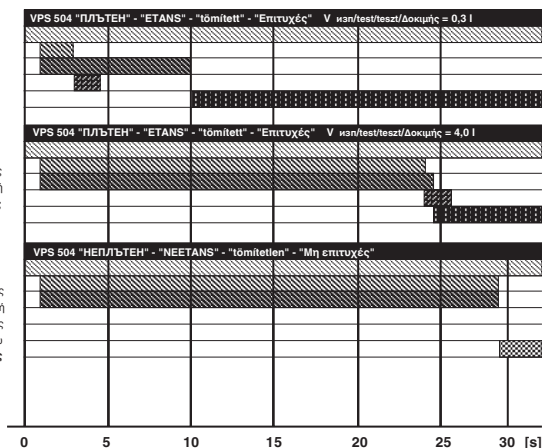 VPS 504 "ПЛЪТЕН" - "ETANS" - "tömített" - "Επιτυχές" V изп/test/teszt/Δοκιμής = 0,3 l
VPS 504 "ПЛЪТЕН" - "ETANS" - "tömített" - "Επιτυχές" V изп/test/teszt/Δοκιμής = 4,0 l
VPS 504 "НЕПЛЪТЕН" - "NEETANS" - "tömítetlen" - "Μη επιτυχές"
0 5 10 15 20 25 30 [s]